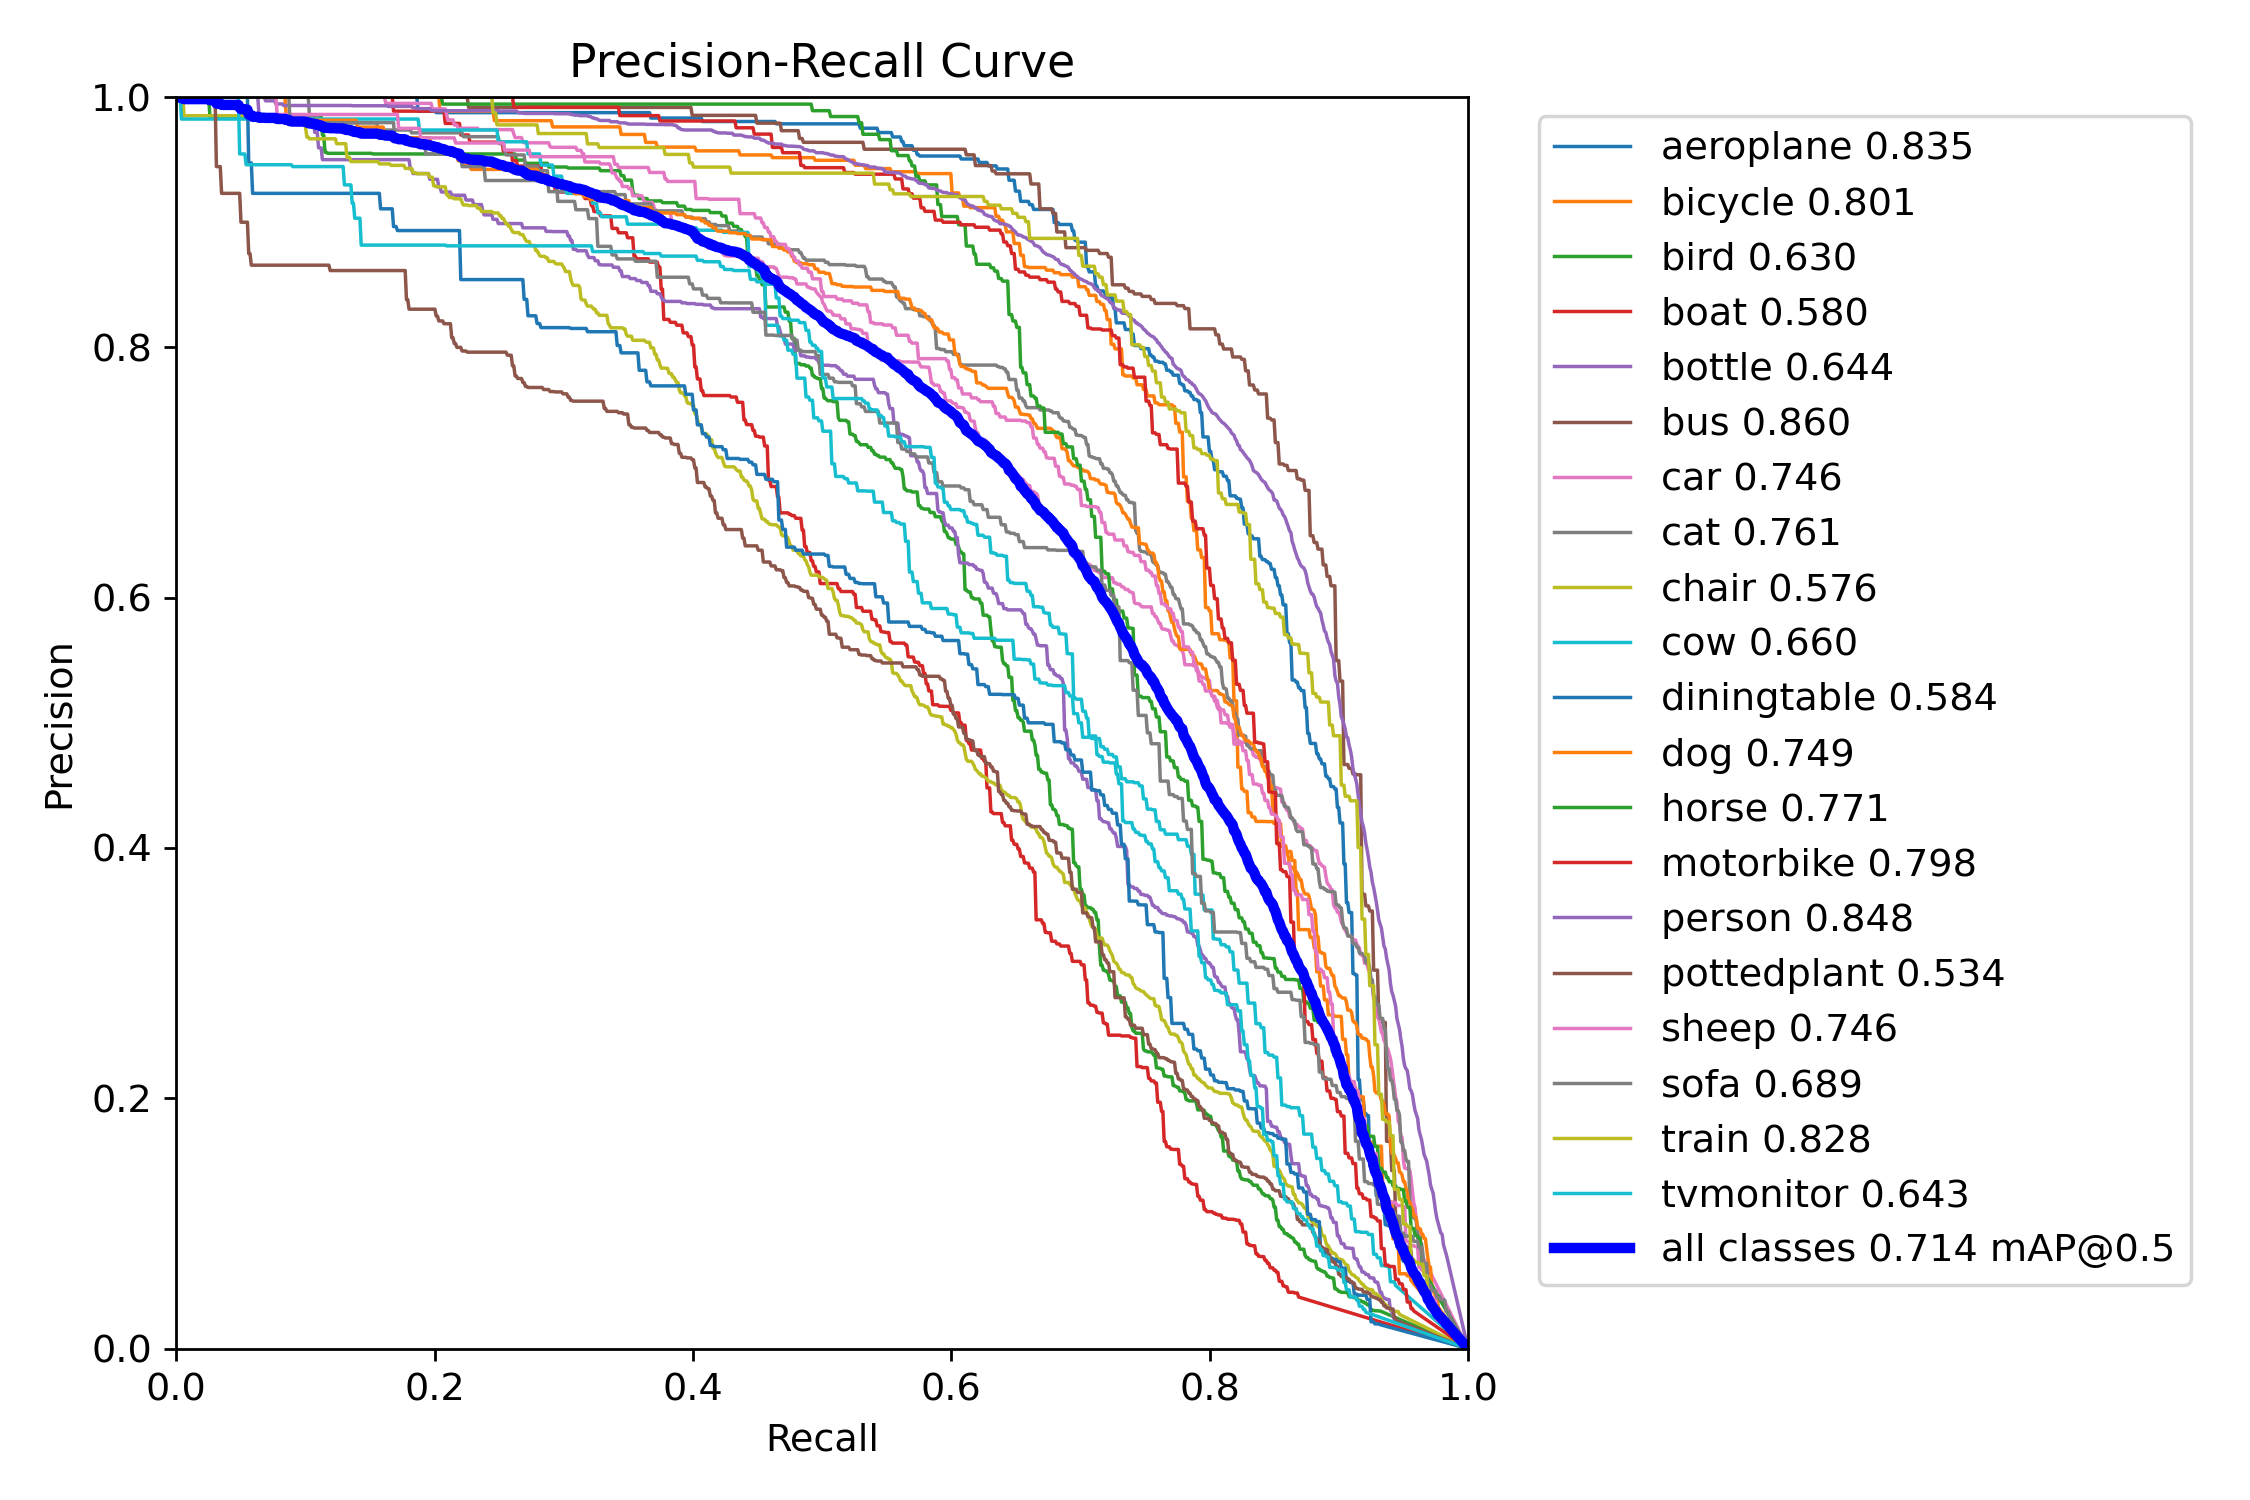 Precision-Recall Curve
1.0
0.8
0.6
0.4
0.2
0.0
Precision
0.0 0.2 0.4 0.6 0.8 1.0
Recall
aeroplane 0.835
bicycle 0.801
bird 0.630
boat 0.580
bottle 0.644
bus 0.860
car 0.746
cat 0.761
chair 0.576
cow 0.660
diningtable 0.584
dog 0.749
horse 0.771
motorbike 0.798
person 0.848
pottedplant 0.534
sheep 0.746
sofa 0.689
train 0.828
tvmonitor 0.643
all classes 0.714 mAP@0.5